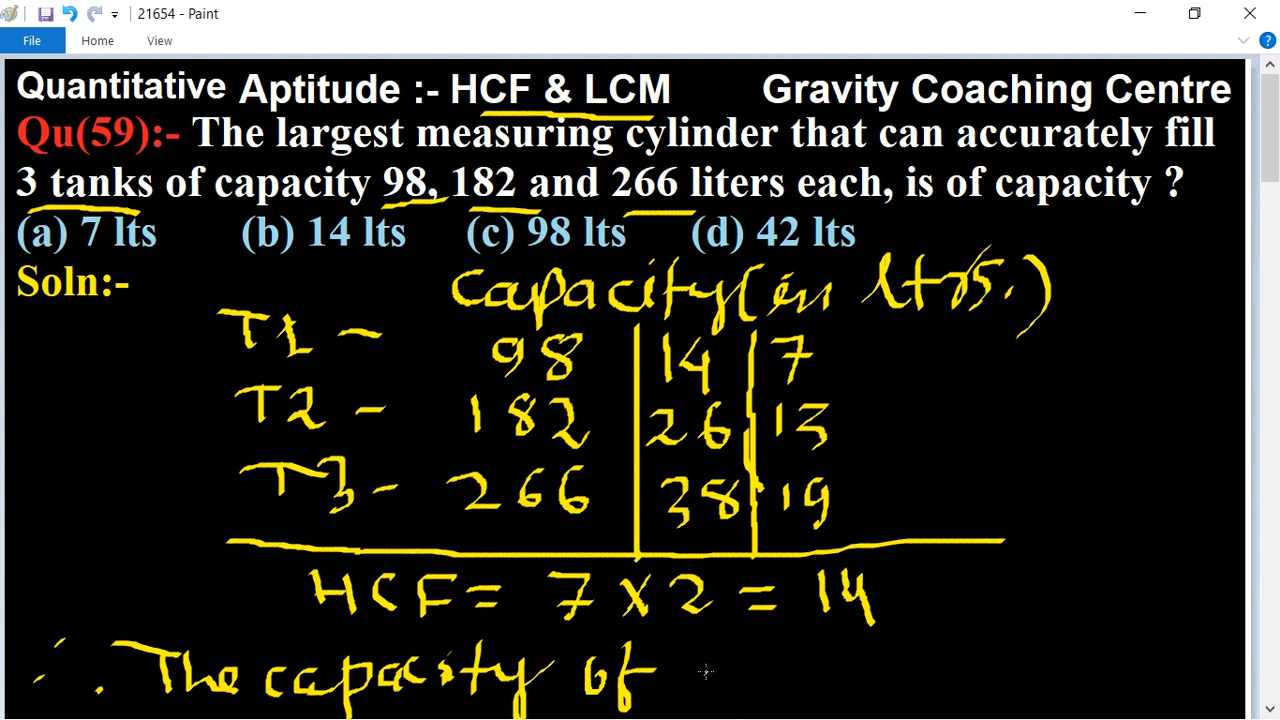 21654 - Paint
File Home View
Quantitative Aptitude :- HCF & LCM Gravity Coaching Centre
Qu(59):- The largest measuring cylinder that can accurately fill
3 tanks of capacity 98, 182 and 266 liters each, is of capacity ?
(a) 7 lts (b) 14 lts (c) 98 lts (d) 42 lts
Soln:- Capacity (in ltrs.)
T1 - 98 14 7
T2 - 182 26 13
T3 - 266 38 19
HCF = 7 X 2 = 14
∴ The capacity of